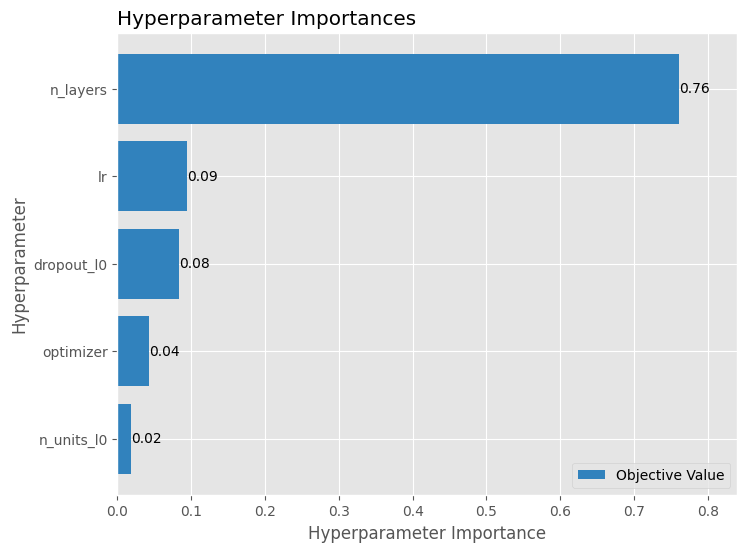 Hyperparameter Importances
Hyperparameter
n_layers
0.76
lr
0.09
dropout_l0
0.08
optimizer
0.04
n_units_l0
0.02
Objective Value
0.0 0.1 0.2 0.3 0.4 0.5 0.6 0.7 0.8
Hyperparameter Importance